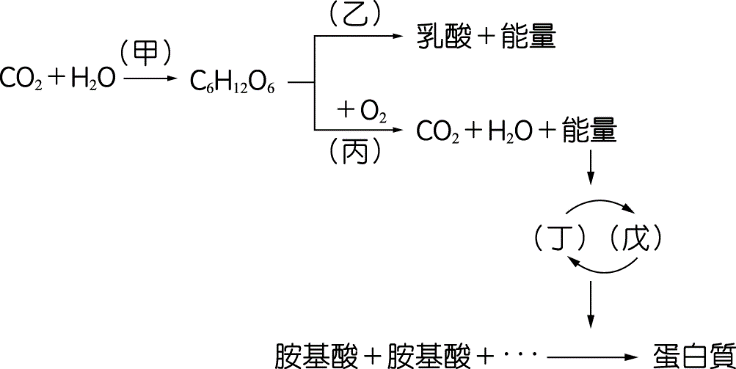 (乙)
乳酸+能量
(甲)
CO₂+H₂O
C₆H₁₂O₆
+O₂
(丙)
CO₂+H₂O+能量
(丁)(戊)
胺基酸+胺基酸+…
蛋白質